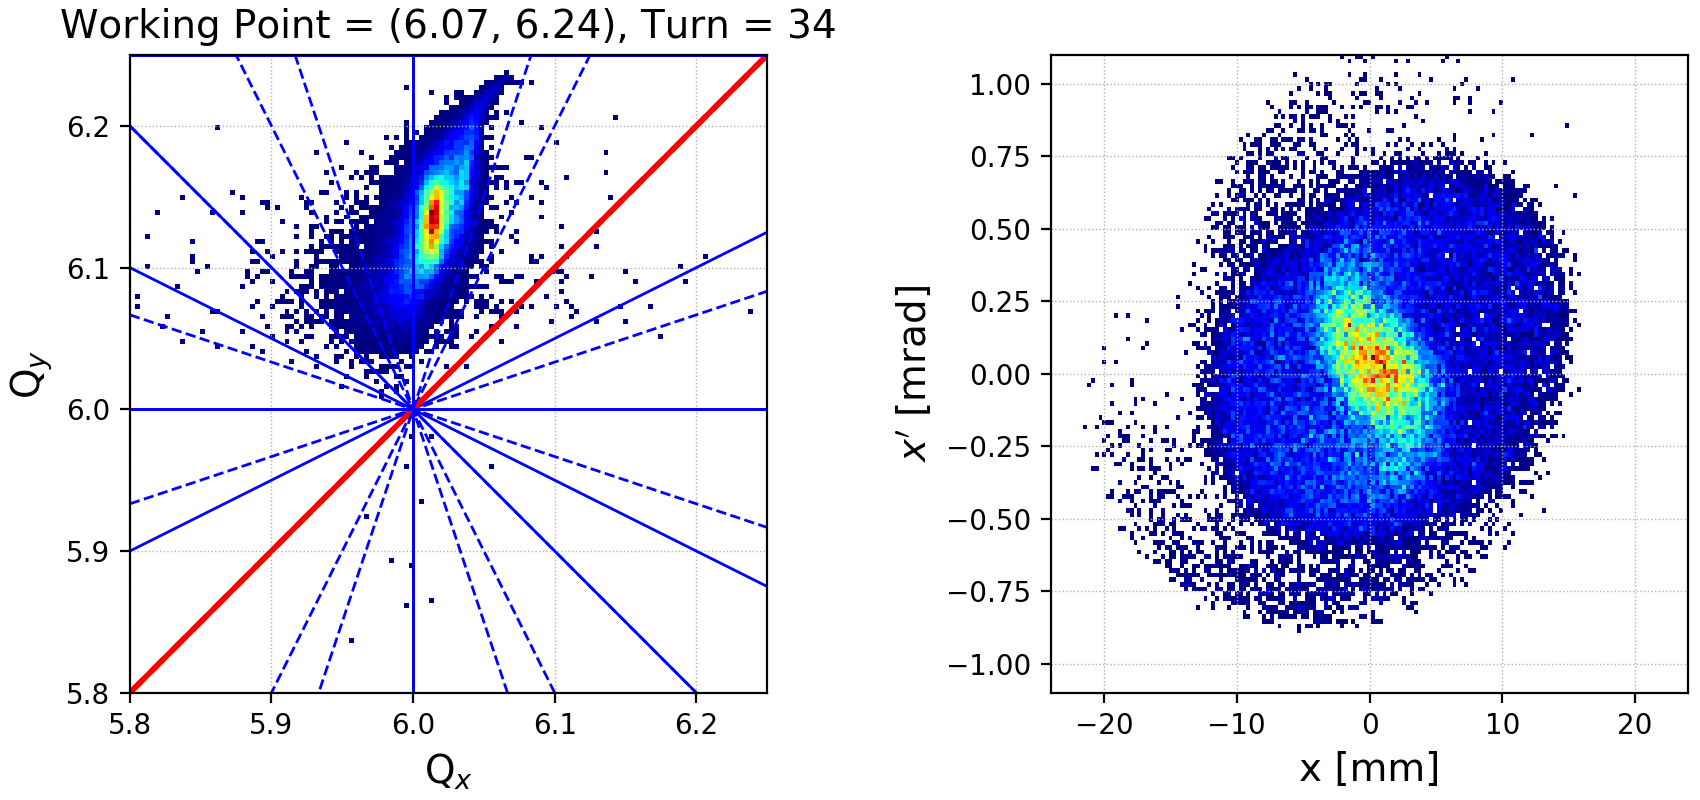 Working Point = (6.07, 6.24), Turn = 34
6.2
6.1
6.0
5.9
5.8
Qy
5.8 5.9 6.0 6.1 6.2
Qx
1.00
0.75
0.50
0.25
0.00
−0.25
−0.50
−0.75
−1.00
x′ [mrad]
−20 −10 0 10 20
x [mm]